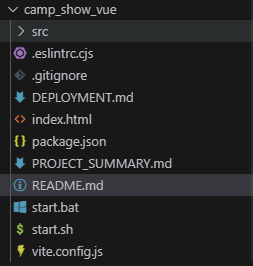 camp_show_vue
src
.eslintrc.cjs
.gitignore
DEPLOYMENT.md
index.html
package.json
PROJECT_SUMMARY.md
README.md
start.bat
start.sh
vite.config.js